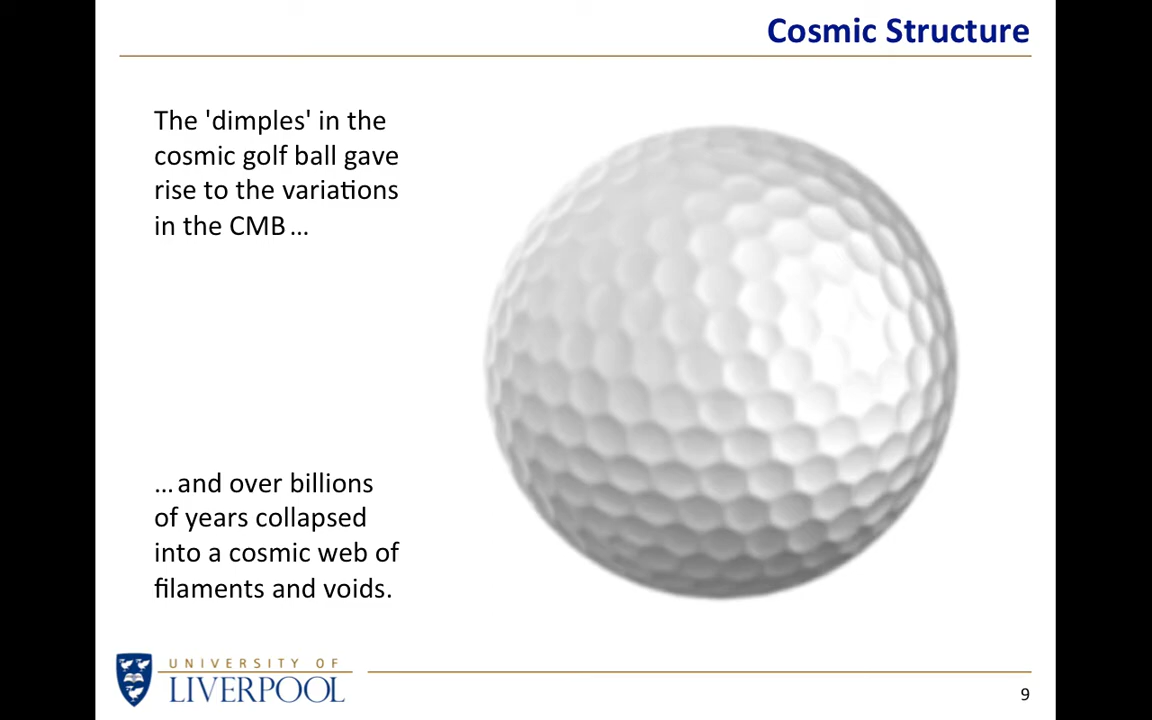 Cosmic Structure
The 'dimples' in the
cosmic golf ball gave
rise to the variations
in the CMB ...
... and over billions
of years collapsed
into a cosmic web of
filaments and voids.
UNIVERSITY OF
LIVERPOOL
9